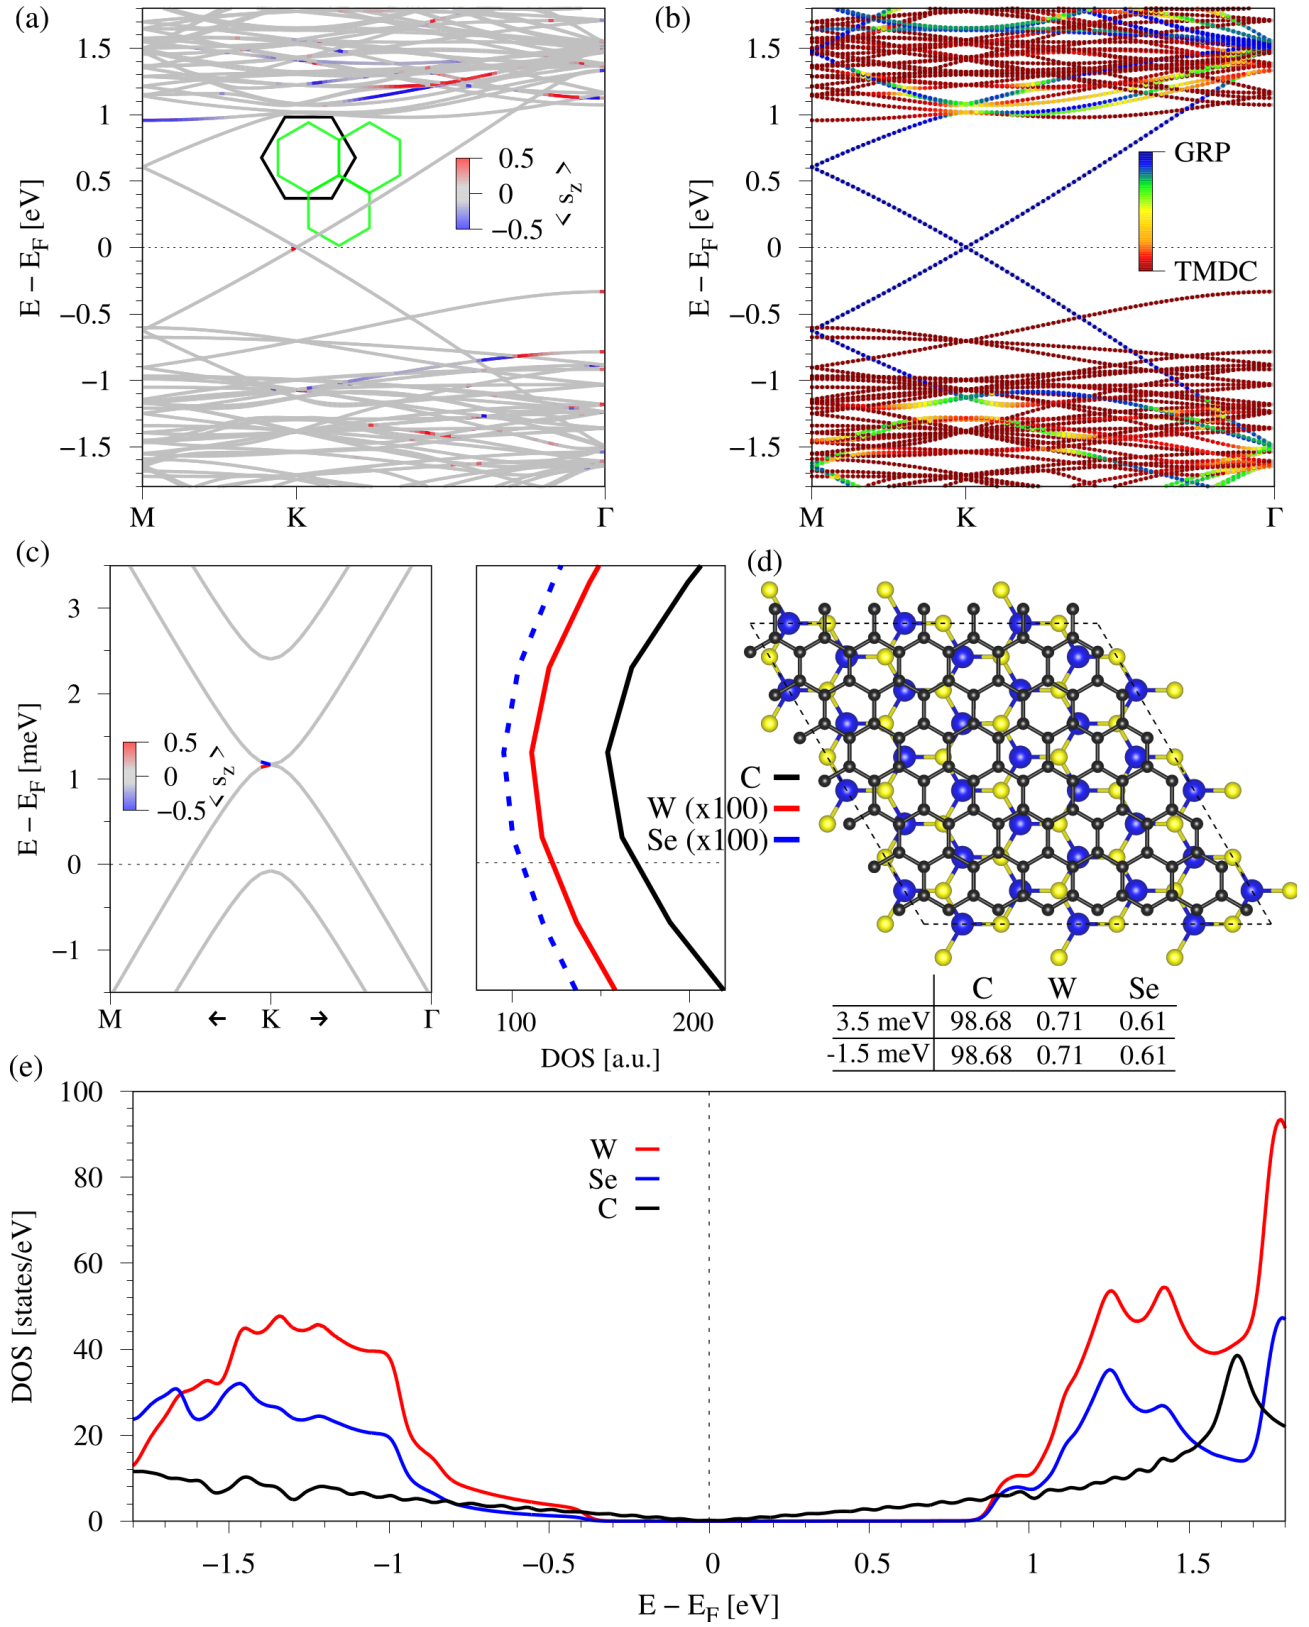 (a)
1.5
1
0.5
0
−0.5
−1
−1.5
E − E_F [eV]
0.5
0
−0.5
< s_z >
M K Γ
(b)
1.5
1
0.5
0
−0.5
−1
−1.5
E − E_F [eV]
GRP
TMDC
M K Γ
(c)
3
2
1
0
−1
E − E_F [meV]
0.5
0
−0.5
< s_z >
M K Γ
C
W (x100)
Se (x100)
100 200
DOS [a.u.]
(d)
C W Se
3.5 meV 98.68 0.71 0.61
-1.5 meV 98.68 0.71 0.61
(e)
100
80
60
40
20
0
DOS [states/eV]
W
Se
C
−1.5 −1 −0.5 0 0.5 1 1.5
E − E_F [eV]